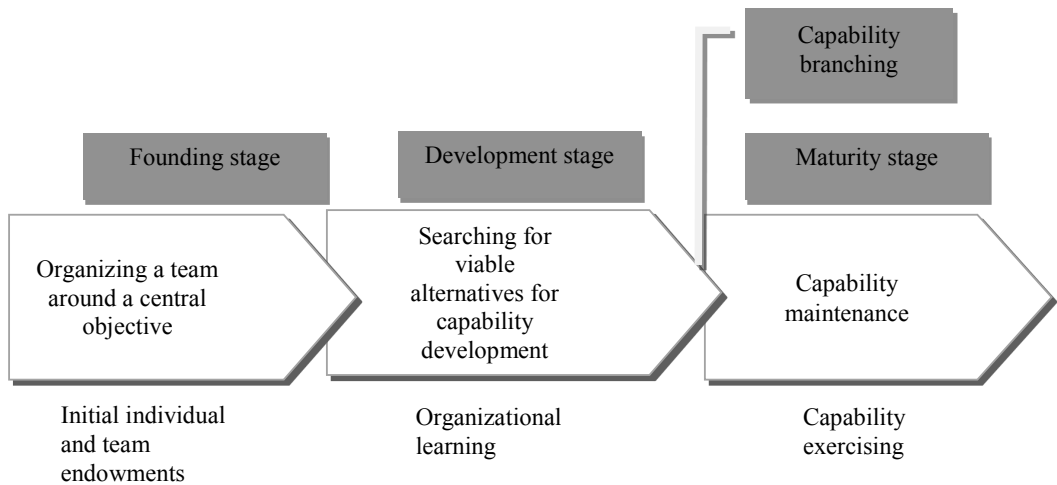 Capability
branching
Founding stage
Development stage
Maturity stage
Organizing a team
around a central
objective
Searching for
viable
alternatives for
capability
development
Capability
maintenance
Initial individual
and team
endowments
Organizational
learning
Capability
exercising